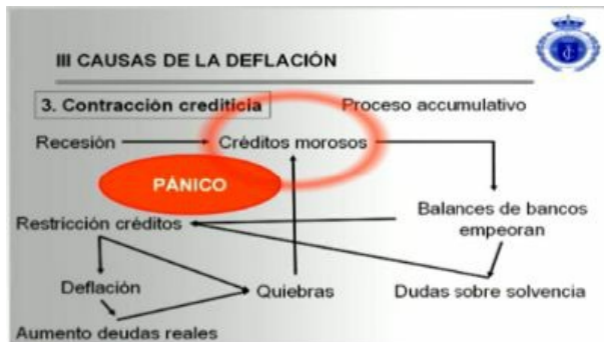 III CAUSAS DE LA DEFLACIÓN
3. Contracción crediticia
Proceso accumulativo
Recesión
Créditos morosos
PÁNICO
Balances de bancos
empeoran
Restricción créditos
Deflación
Quiebras
Dudas sobre solvencia
Aumento deudas reales